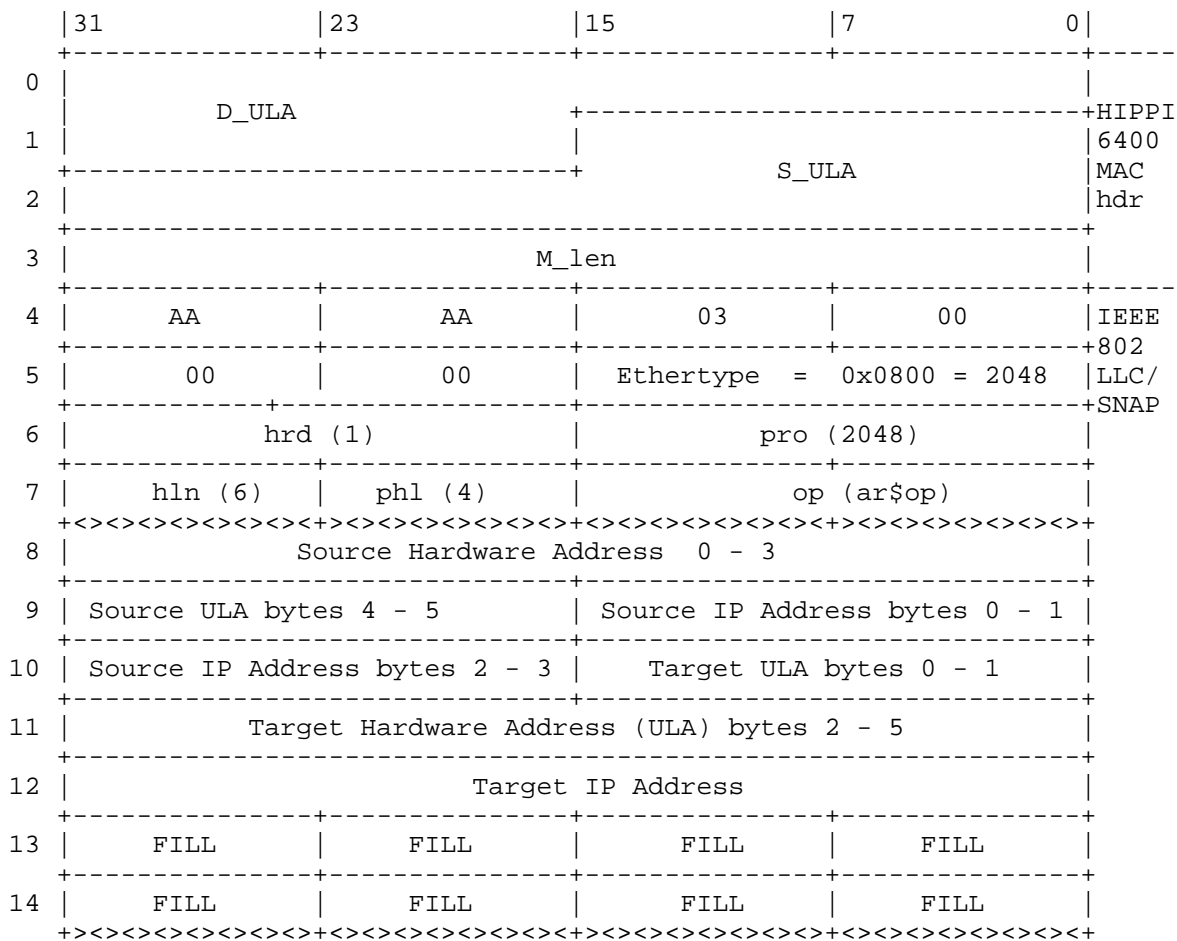 |31 |23 |15 |7 0|
+---------------+---------------+---------------+---------------+-----
0 | |
| D_ULA +-------------------------------+HIPPI
1 | | |6400
+-------------------------------+ S_ULA |MAC
2 | |hdr
+---------------------------------------------------------------+
3 | M_len |
+---------------+---------------+---------------+---------------+-----
4 | AA | AA | 03 | 00 |IEEE
+---------------+---------------+---------------+---------------+802
5 | 00 | 00 | Ethertype = 0x0800 = 2048 |LLC/
+------------+------------------+-------------------------------+SNAP
6 | hrd (1) | pro (2048) |
+---------------+---------------+---------------+---------------+
7 | hln (6) | phl (4) | op (ar$op) |
+<><><><><><><><+><><><><><><><>+<><><><><><><><+><><><><><><><>+
8 | Source Hardware Address 0 - 3 |
+-------------------------------+-------------------------------+
9 | Source ULA bytes 4 - 5 | Source IP Address bytes 0 - 1 |
+-------------------------------+-------------------------------+
10 | Source IP Address bytes 2 - 3 | Target ULA bytes 0 - 1 |
+-------------------------------+-------------------------------+
11 | Target Hardware Address (ULA) bytes 2 - 5 |
+---------------------------------------------------------------+
12 | Target IP Address |
+---------------+---------------+---------------+---------------+
13 | FILL | FILL | FILL | FILL |
+---------------+---------------+---------------+---------------+
14 | FILL | FILL | FILL | FILL |
+><><><><><><><>+<><><><><><><><+><><><><><><><>+<><><><><><><><+